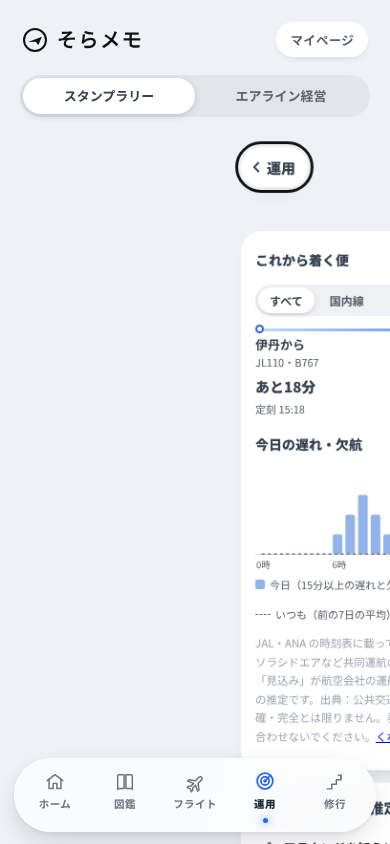 そらメモ
マイページ
スタンプラリー
エアライン経営
運用
これから着く便
すべて
国内線
伊丹から
JL110・B767
あと18分
定刻 15:18
今日の遅れ・欠航
0時
6時
今日（15分以上の遅れと
いつも（前の7日の平均）
JAL・ANA の時刻表に載って
ソラシドエアなど共同運航の
「見込み」が航空会社の運
の推定です。出典：公共交
確・完全とは限りません。
合わせないでください。
ホーム
図鑑
フライト
運用
修行